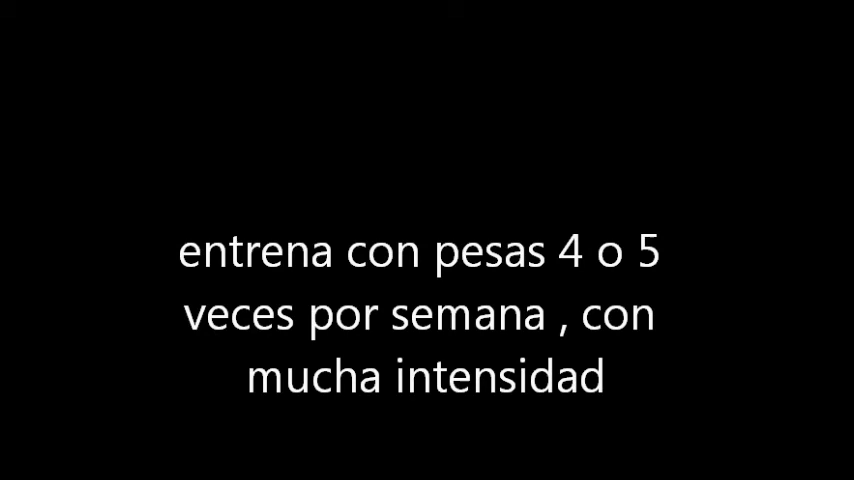 entrena con pesas 4 o 5
veces por semana , con
mucha intensidad